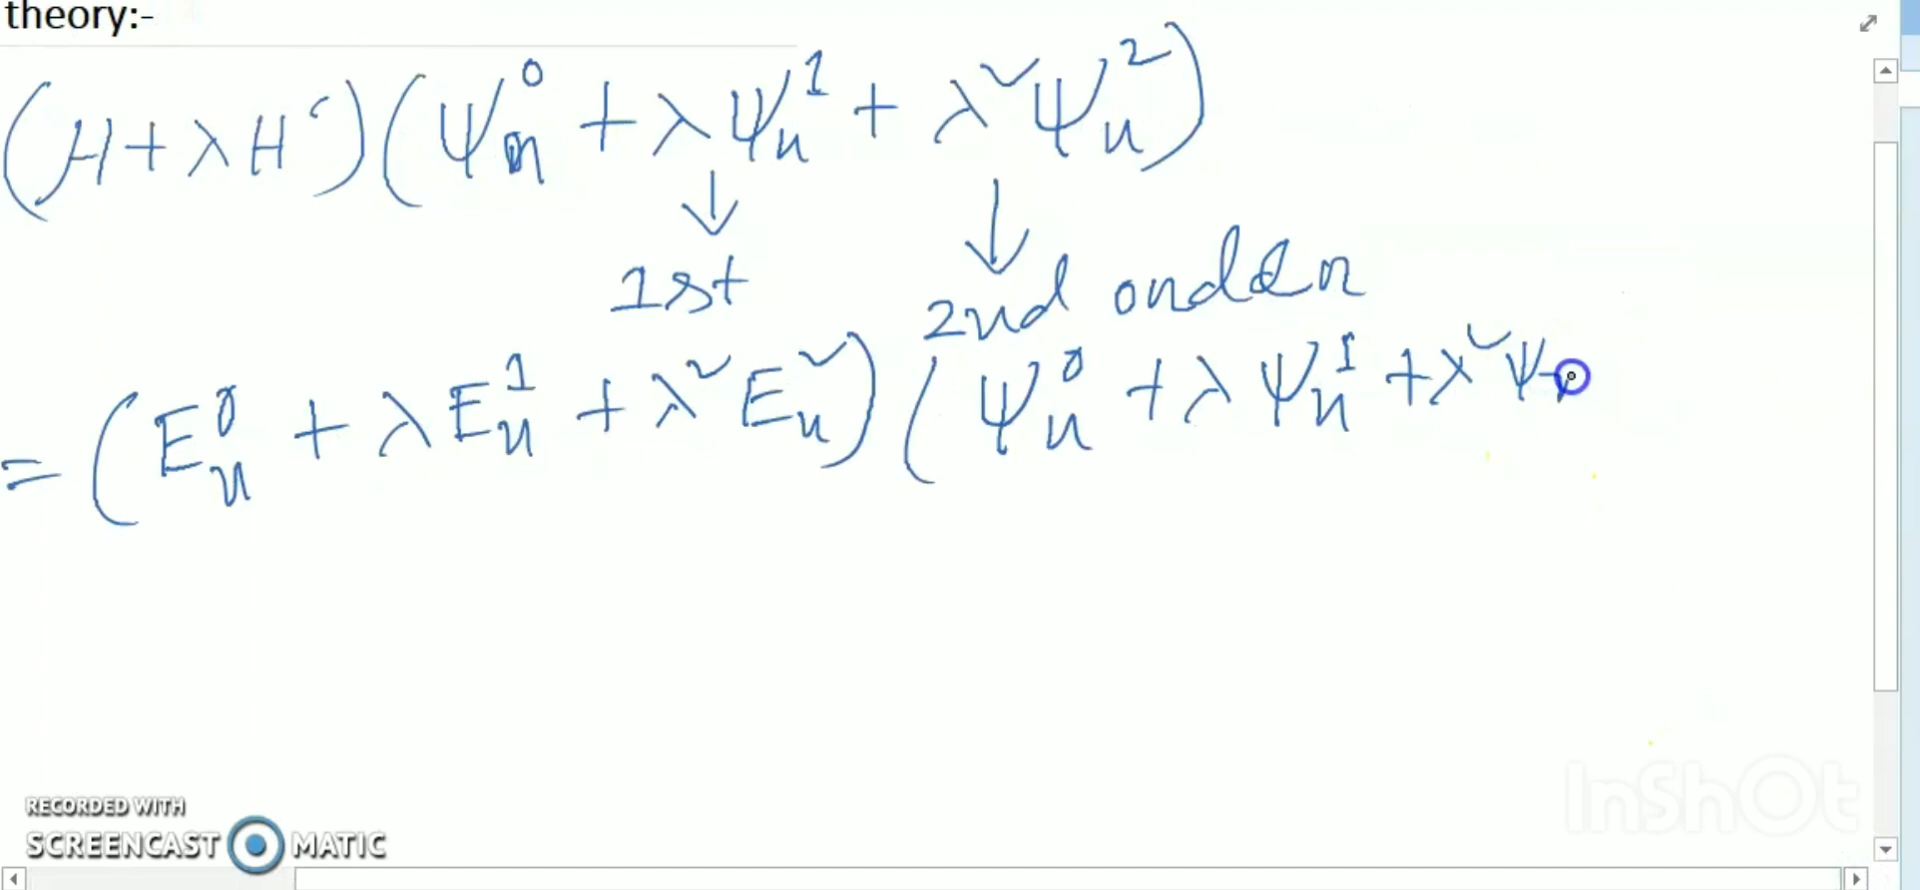 theory:-
(H + λH')(Ψn⁰ + λΨn¹ + λ²Ψn²)
↓ ↓
1st 2nd order
= (En⁰ + λEn¹ + λ²En²)(Ψn⁰ + λΨn¹ + λ²Ψ
InShOt
RECORDED WITH
SCREENCAST MATIC